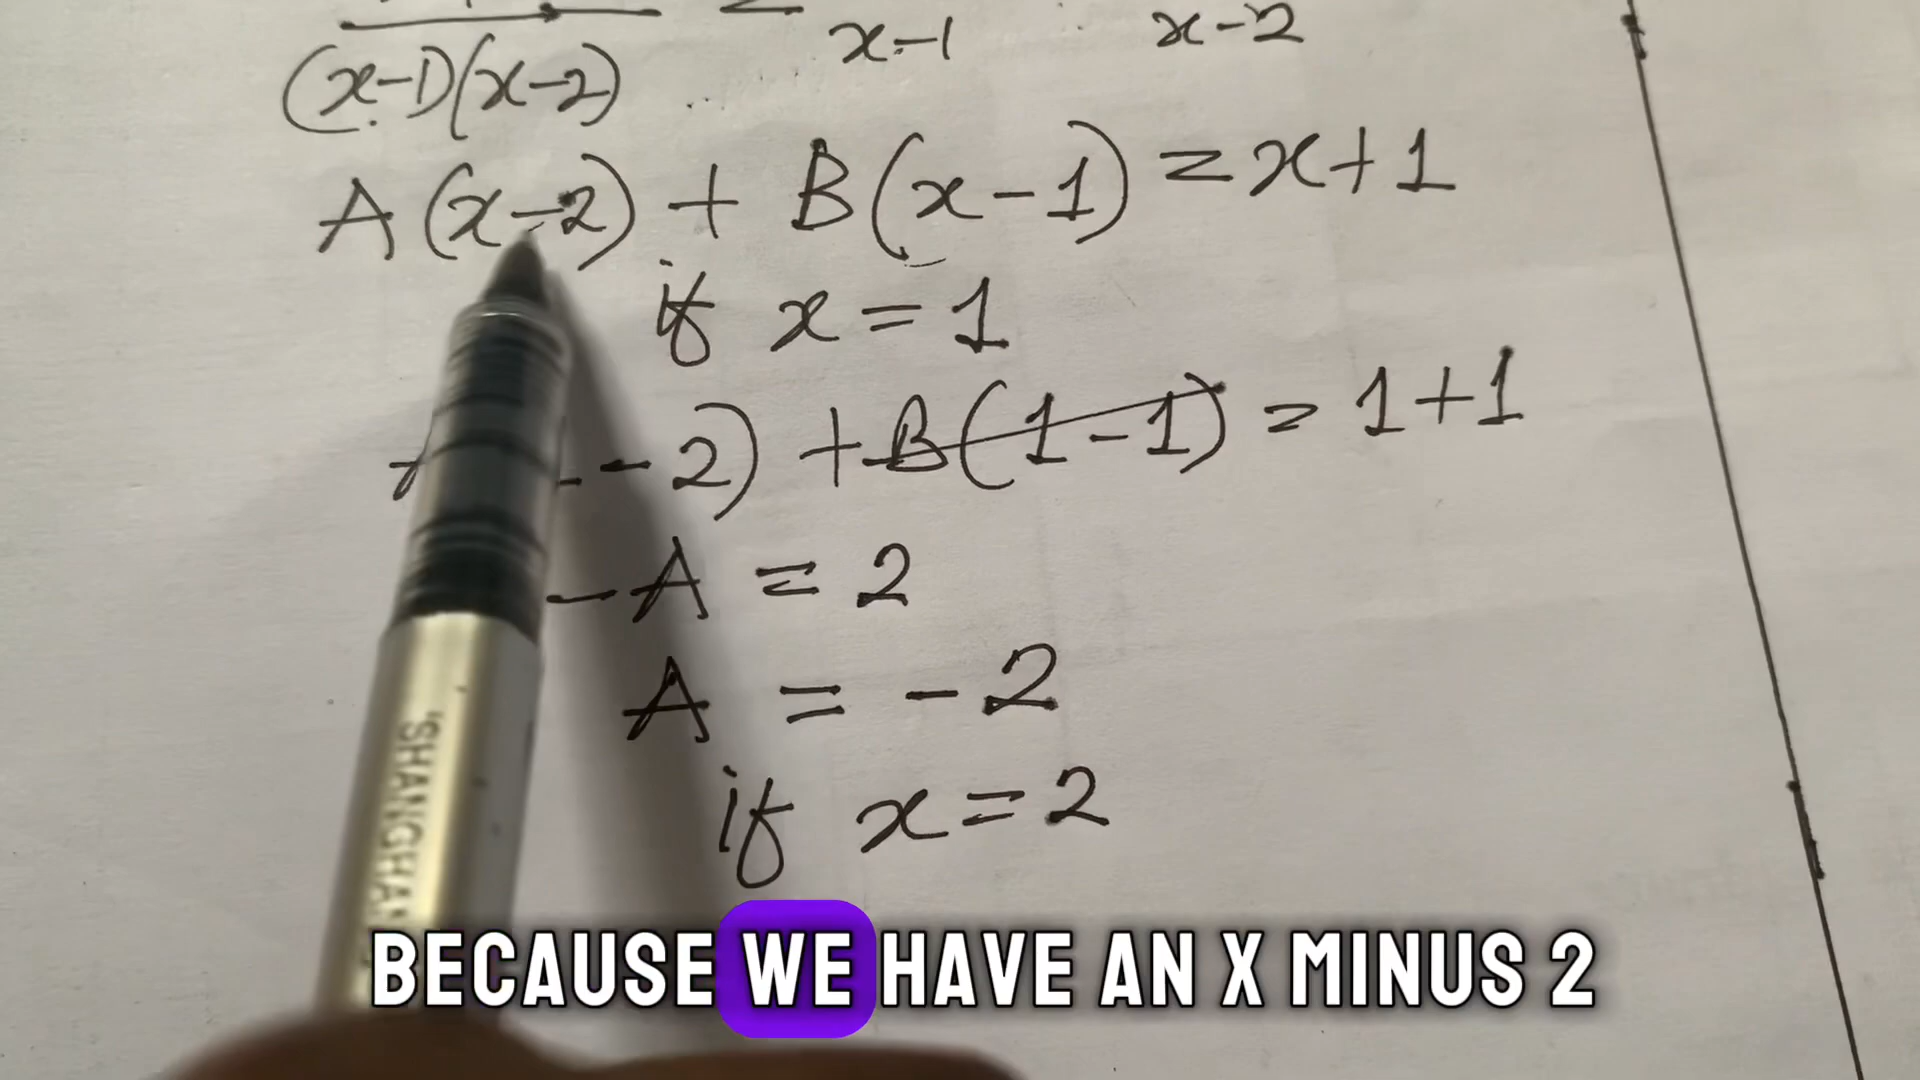 x-1 x-2
(x-1)(x-2)
A(x-2) + B(x-1) = x+1
if x = 1
-2) + B(1-1) = 1+1
-A = 2
A = -2
if x = 2
'SHANGHAI
BECAUSE WE HAVE AN X MINUS 2